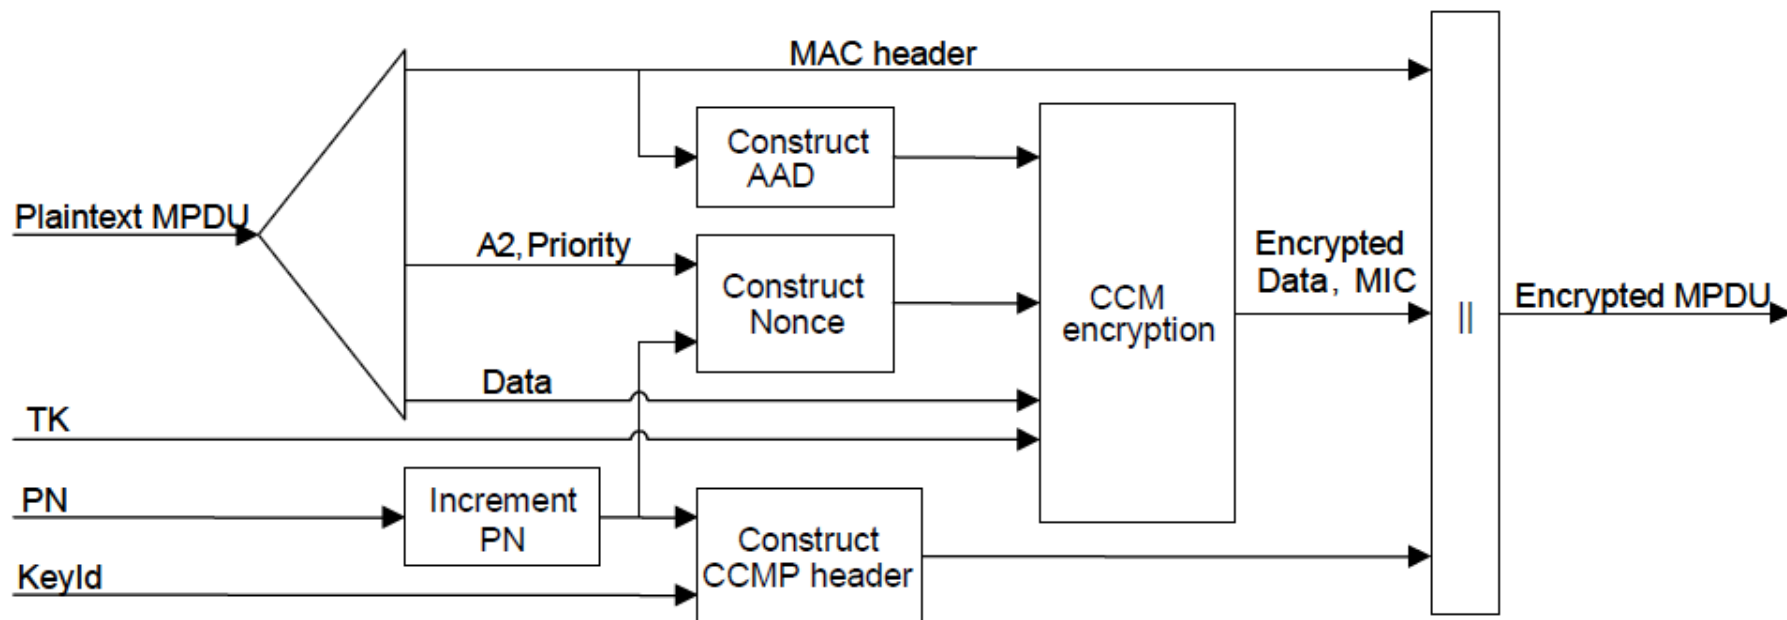 MAC header
Construct
AAD
Plaintext MPDU
A2, Priority
Construct
Nonce
CCM
encryption
Encrypted
Data, MIC
||
Encrypted MPDU
Data
TK
PN
Increment
PN
Construct
CCMP header
KeyId